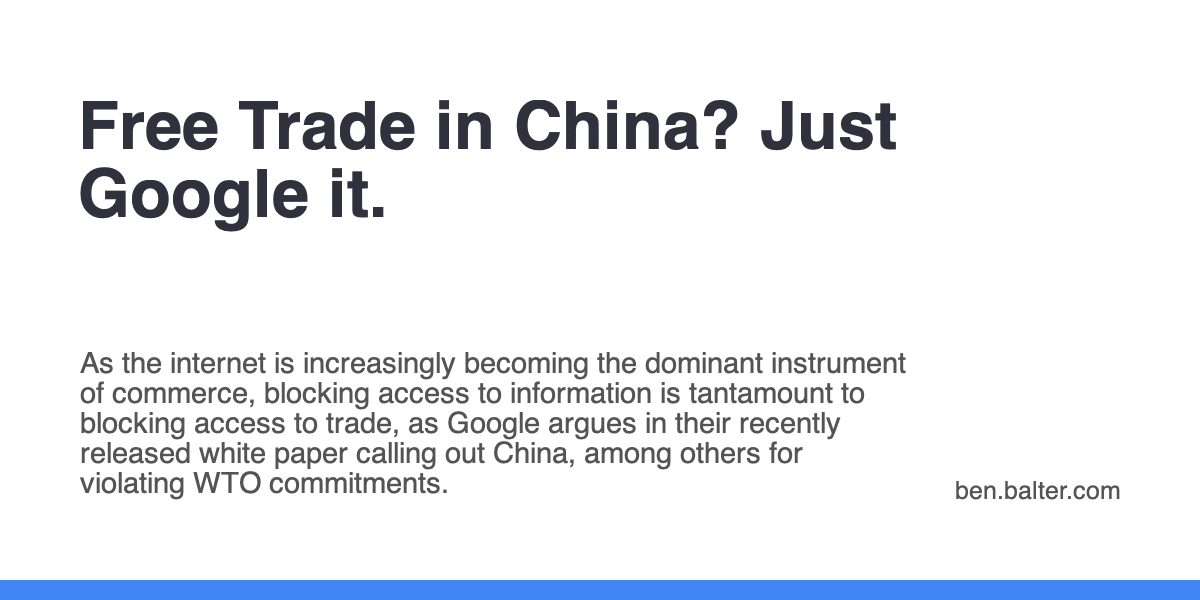 Free Trade in China? Just
Google it.
As the internet is increasingly becoming the dominant instrument
of commerce, blocking access to information is tantamount to
blocking access to trade, as Google argues in their recently
released white paper calling out China, among others for
violating WTO commitments.
ben.balter.com